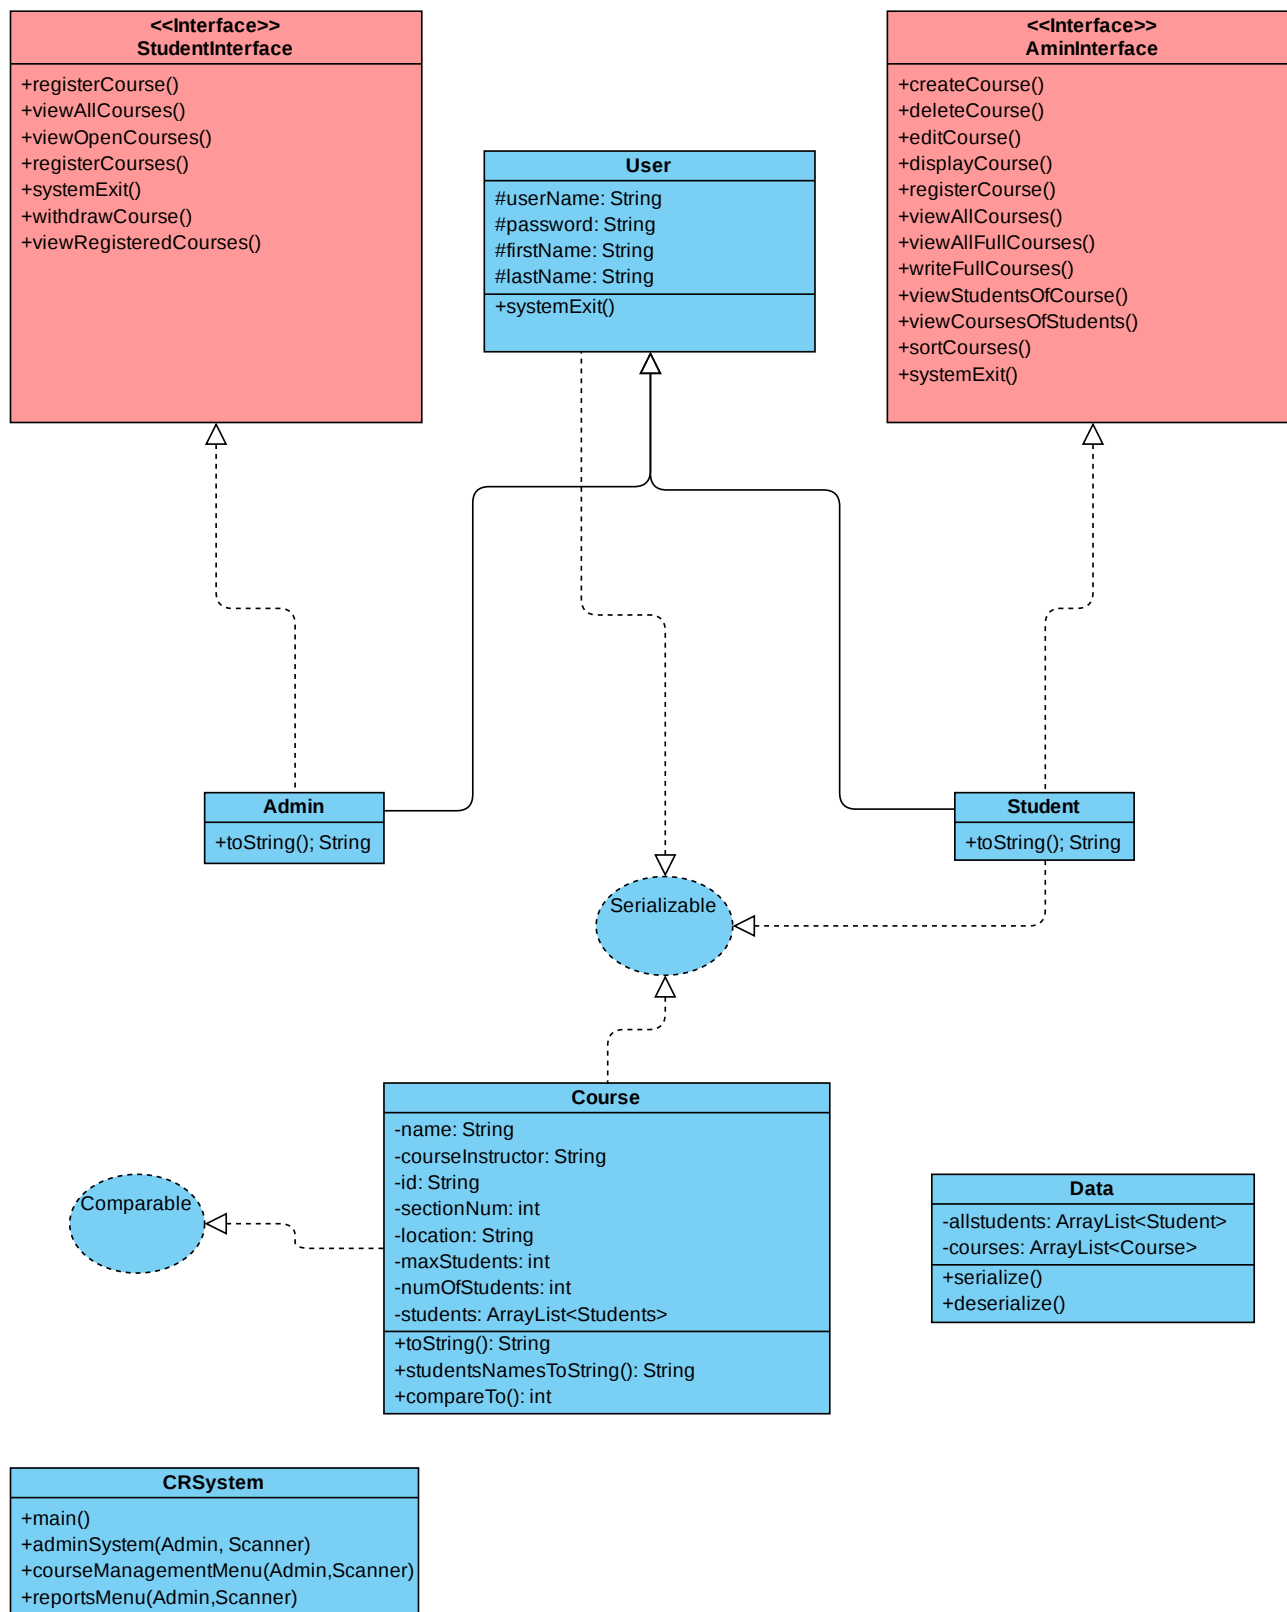 <<Interface>>
StudentInterface
+registerCourse()
+viewAllCourses()
+viewOpenCourses()
+registerCourses()
+systemExit()
+withdrawCourse()
+viewRegisteredCourses()
<<Interface>>
AminInterface
+createCourse()
+deleteCourse()
+editCourse()
+displayCourse()
+registerCourse()
+viewAllCourses()
+viewAllFullCourses()
+writeFullCourses()
+viewStudentsOfCourse()
+viewCoursesOfStudents()
+sortCourses()
+systemExit()
User
#userName: String
#password: String
#firstName: String
#lastName: String
+systemExit()
Admin
+toString(); String
Student
+toString(); String
Serializable
Course
-name: String
-courseInstructor: String
-id: String
-sectionNum: int
-location: String
-maxStudents: int
-numOfStudents: int
-students: ArrayList<Students>
+toString(): String
+studentsNamesToString(): String
+compareTo(): int
Comparable
Data
-allstudents: ArrayList<Student>
-courses: ArrayList<Course>
+serialize()
+deserialize()
CRSystem
+main()
+adminSystem(Admin, Scanner)
+courseManagementMenu(Admin,Scanner)
+reportsMenu(Admin,Scanner)